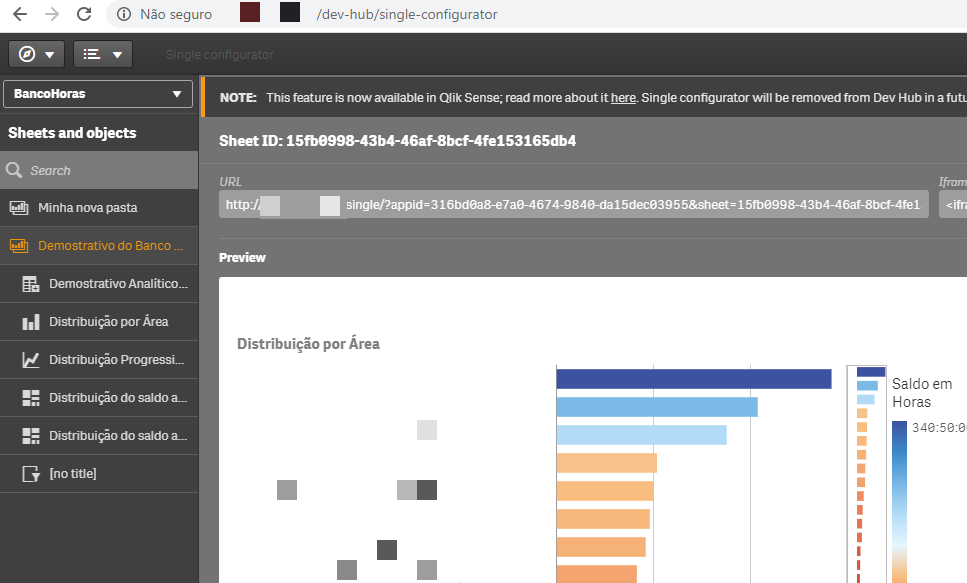 Não seguro
/dev-hub/single-configurator
Single configurator
BancoHoras
NOTE: This feature is now available in Qlik Sense; read more about it here. Single configurator will be removed from Dev Hub in a futu
Sheets and objects
Sheet ID: 15fb0998-43b4-46af-8bcf-4fe153165db4
Search
URL
Ifram
http:/
single/?appid=316bd0a8-e7a0-4674-9840-da15dec03955&sheet=15fb0998-43b4-46af-8bcf-4fe1
<ifra
Minha nova pasta
Demostrativo do Banco ...
Preview
Demostrativo Analítico...
Distribuição por Área
Distribuição Progressi...
Distribuição do saldo a...
Distribuição do saldo a...
[no title]
Distribuição por Área
Saldo em
Horas
340:50:00